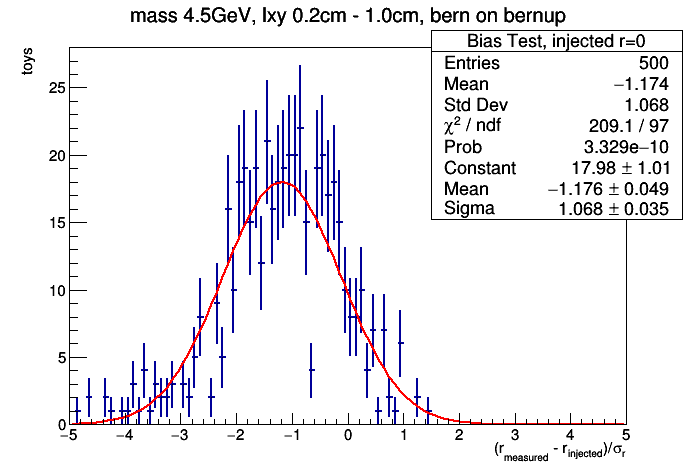 mass 4.5GeV, lxy 0.2cm - 1.0cm, bern on bernup
toys
Bias Test, injected r=0
Entries 500
Mean −1.174
Std Dev 1.068
χ² / ndf 209.1 / 97
Prob 3.329e−10
Constant 17.98 ± 1.01
Mean −1.176 ± 0.049
Sigma 1.068 ± 0.035
25
20
15
10
5
0
−5 −4 −3 −2 −1 0 1 2 3 4 5
(r_measured - r_injected)/σ_r